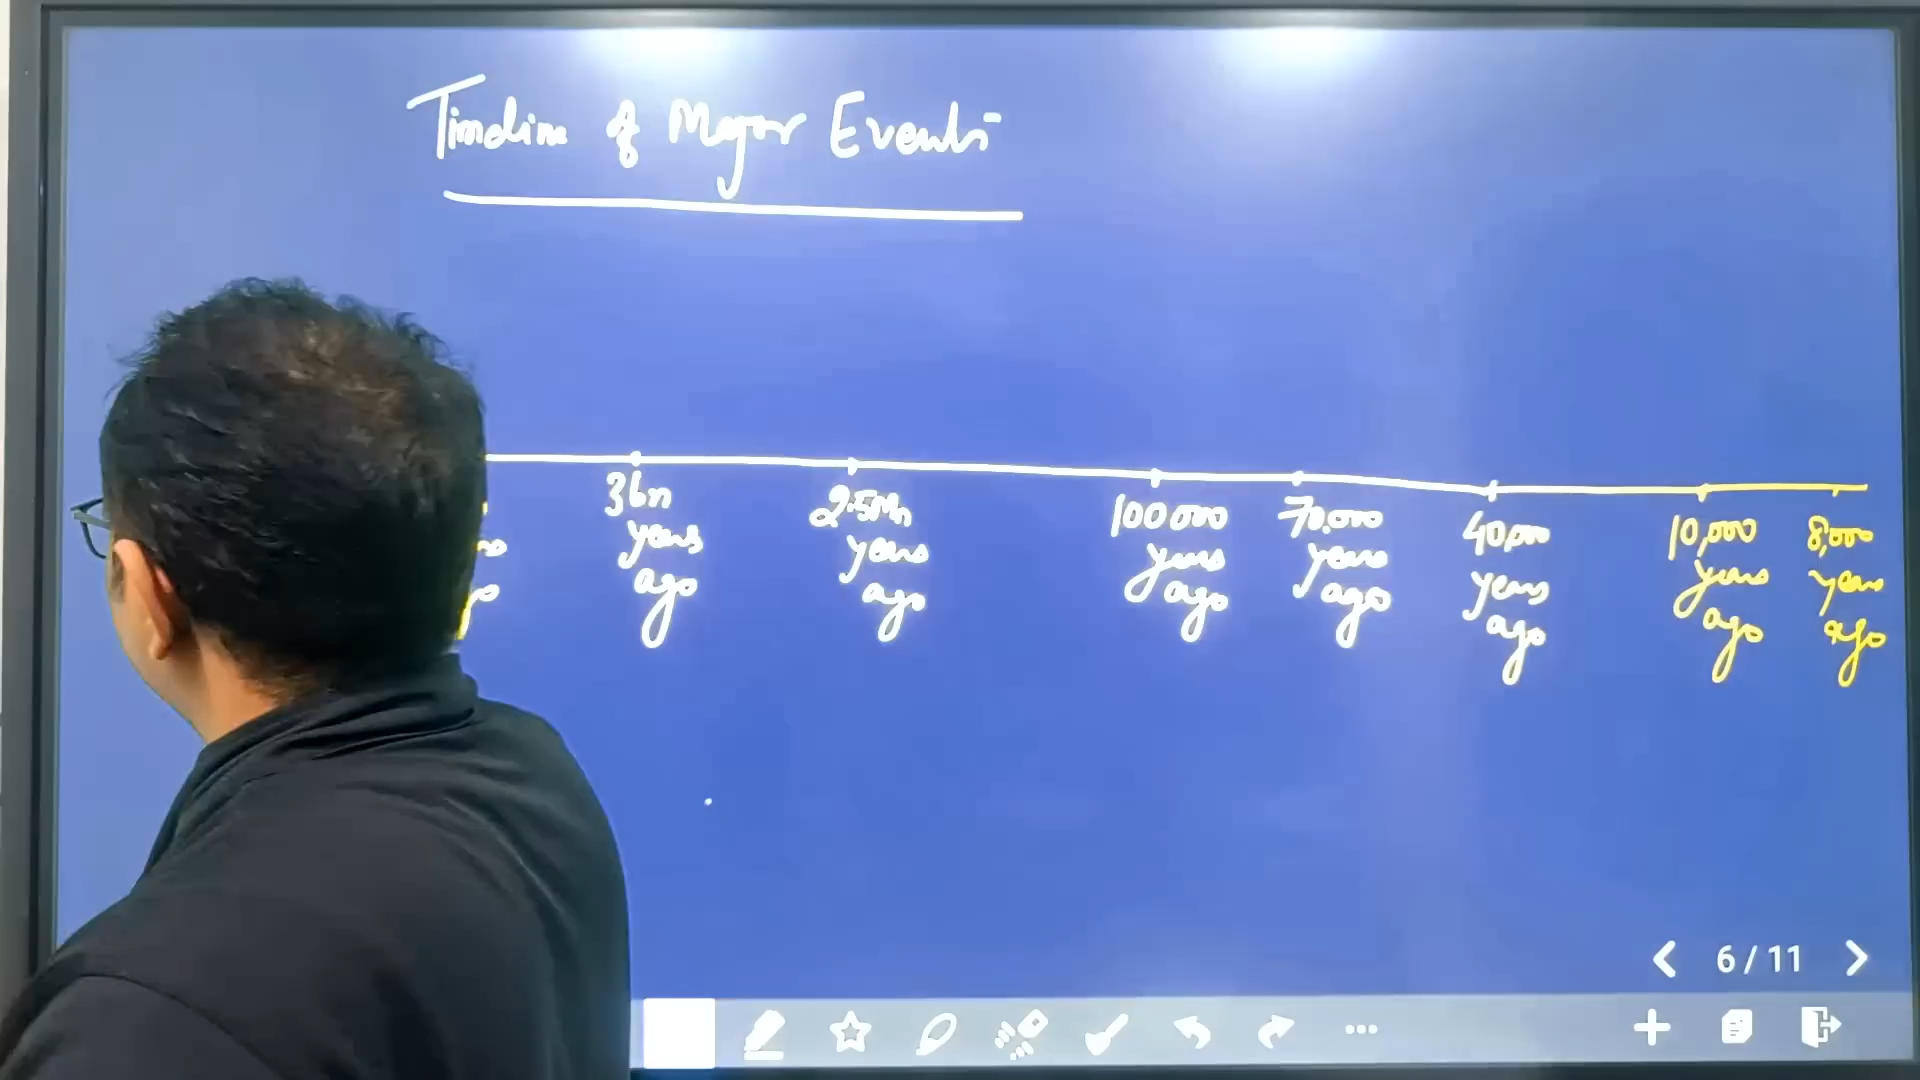 Timeline of Major Events
3bn
years
ago
2.5Mn
years
ago
100000
years
ago
70,000
years
ago
40,000
years
ago
10,000
years
ago
8,000
years
ago
6/11